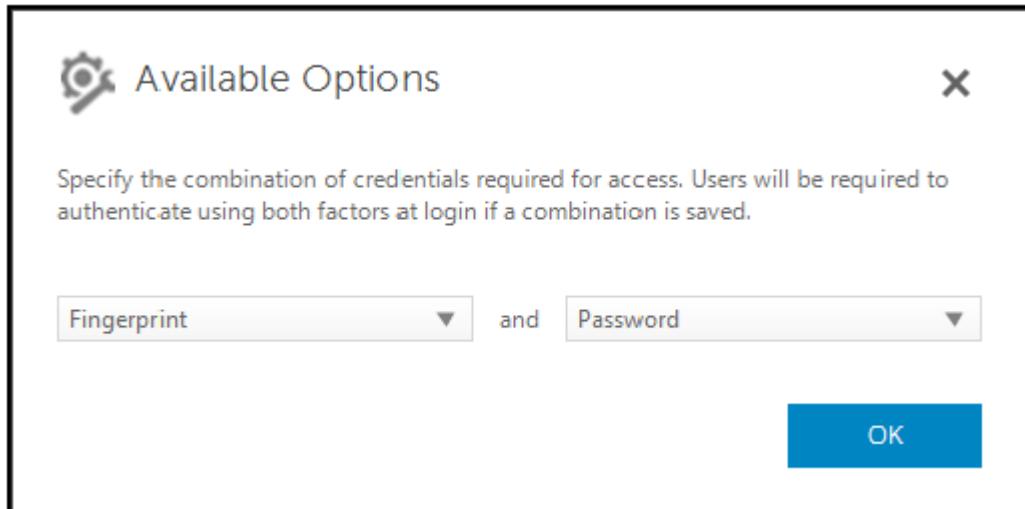 Available Options
Specify the combination of credentials required for access. Users will be required to
authenticate using both factors at login if a combination is saved.
Fingerprint and Password
OK